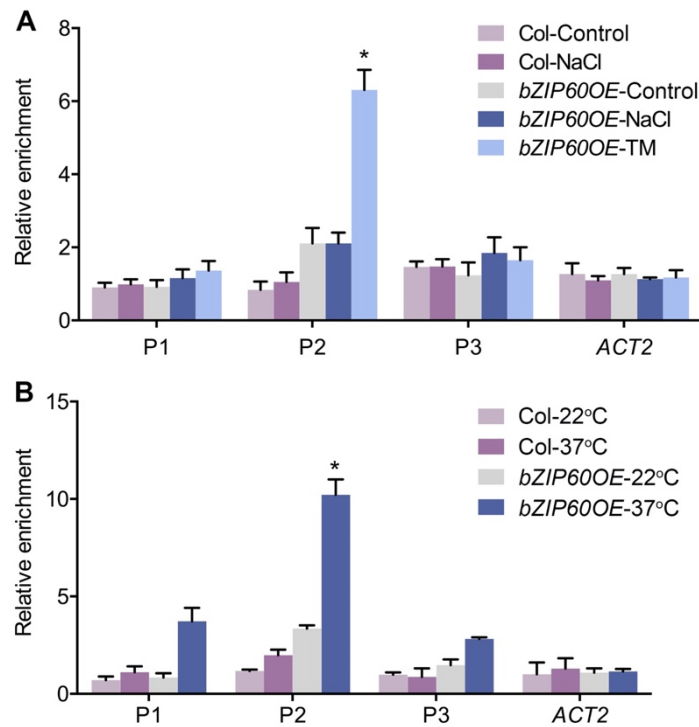 A
Relative enrichment
8
6
4
2
0
*
Col-Control
Col-NaCl
bZIP60OE-Control
bZIP60OE-NaCl
bZIP60OE-TM
P1 P2 P3 ACT2
B
Relative enrichment
15
10
5
0
*
Col-22°C
Col-37°C
bZIP60OE-22°C
bZIP60OE-37°C
P1 P2 P3 ACT2